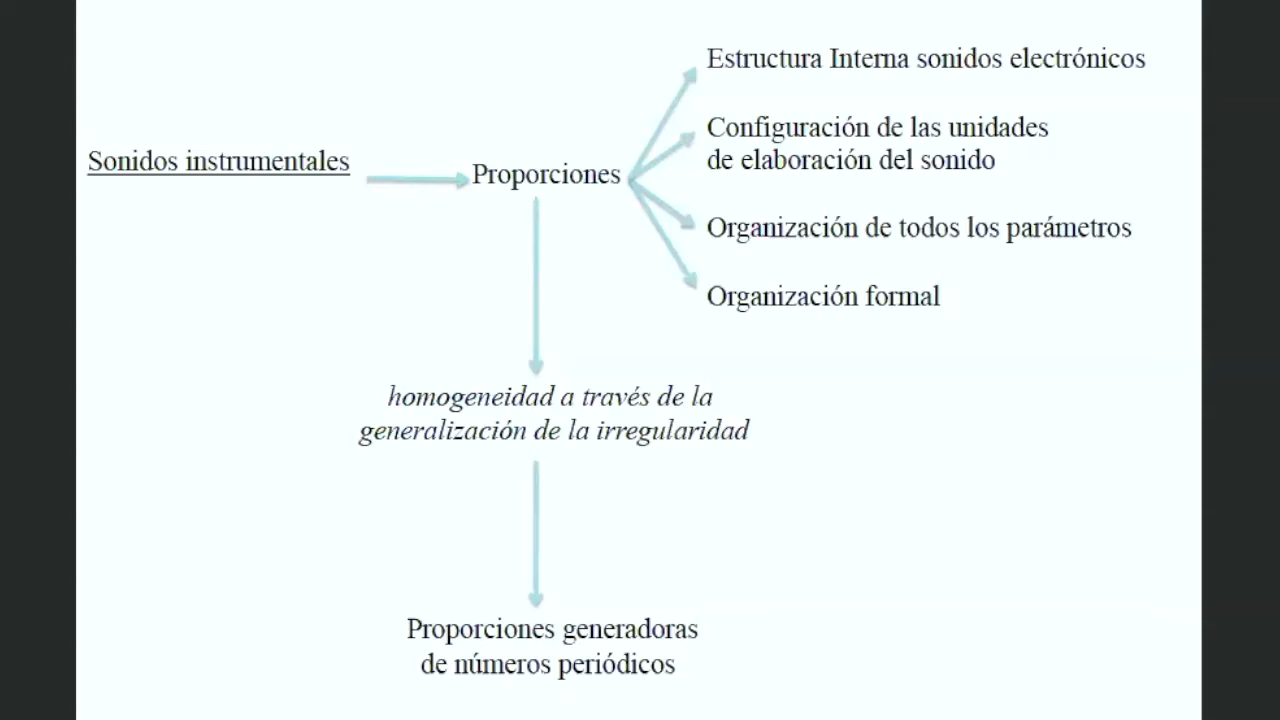 Sonidos instrumentales
Proporciones
Estructura Interna sonidos electrónicos
Configuración de las unidades
de elaboración del sonido
Organización de todos los parámetros
Organización formal
homogeneidad a través de la
generalización de la irregularidad
Proporciones generadoras
de números periódicos